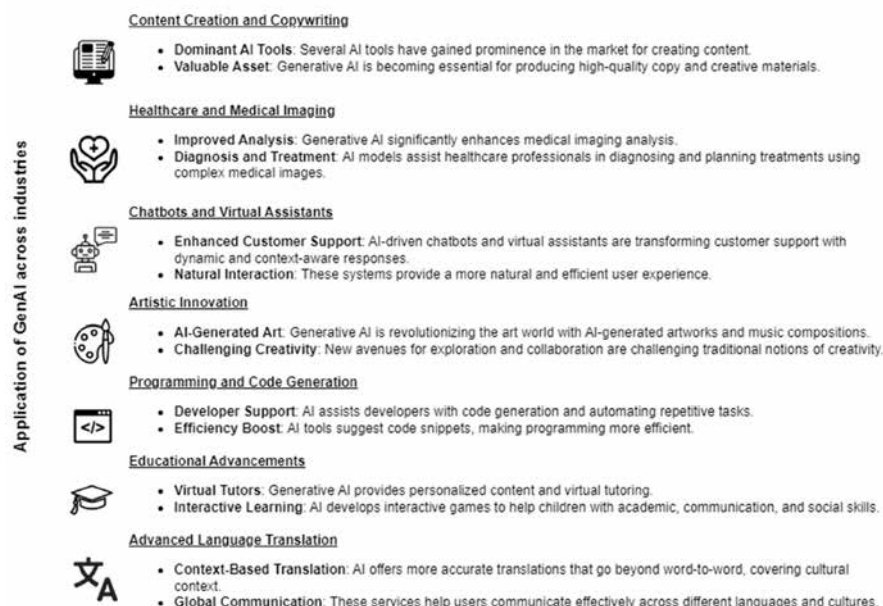 Application of GenAI across industries
Content Creation and Copywriting
• Dominant AI Tools: Several AI tools have gained prominence in the market for creating content.
• Valuable Asset: Generative AI is becoming essential for producing high-quality copy and creative materials.
Healthcare and Medical Imaging
• Improved Analysis: Generative AI significantly enhances medical imaging analysis.
• Diagnosis and Treatment: AI models assist healthcare professionals in diagnosing and planning treatments using
complex medical images.
Chatbots and Virtual Assistants
• Enhanced Customer Support: AI-driven chatbots and virtual assistants are transforming customer support with
dynamic and context-aware responses.
• Natural Interaction: These systems provide a more natural and efficient user experience.
Artistic Innovation
• AI-Generated Art: Generative AI is revolutionizing the art world with AI-generated artworks and music compositions.
• Challenging Creativity: New avenues for exploration and collaboration are challenging traditional notions of creativity.
Programming and Code Generation
</>
• Developer Support: AI assists developers with code generation and automating repetitive tasks.
• Efficiency Boost: AI tools suggest code snippets, making programming more efficient.
Educational Advancements
• Virtual Tutors: Generative AI provides personalized content and virtual tutoring.
• Interactive Learning: AI develops interactive games to help children with academic, communication, and social skills.
Advanced Language Translation
文A
• Context-Based Translation: AI offers more accurate translations that go beyond word-to-word, covering cultural
context.
• Global Communication: These services help users communicate effectively across different languages and cultures.